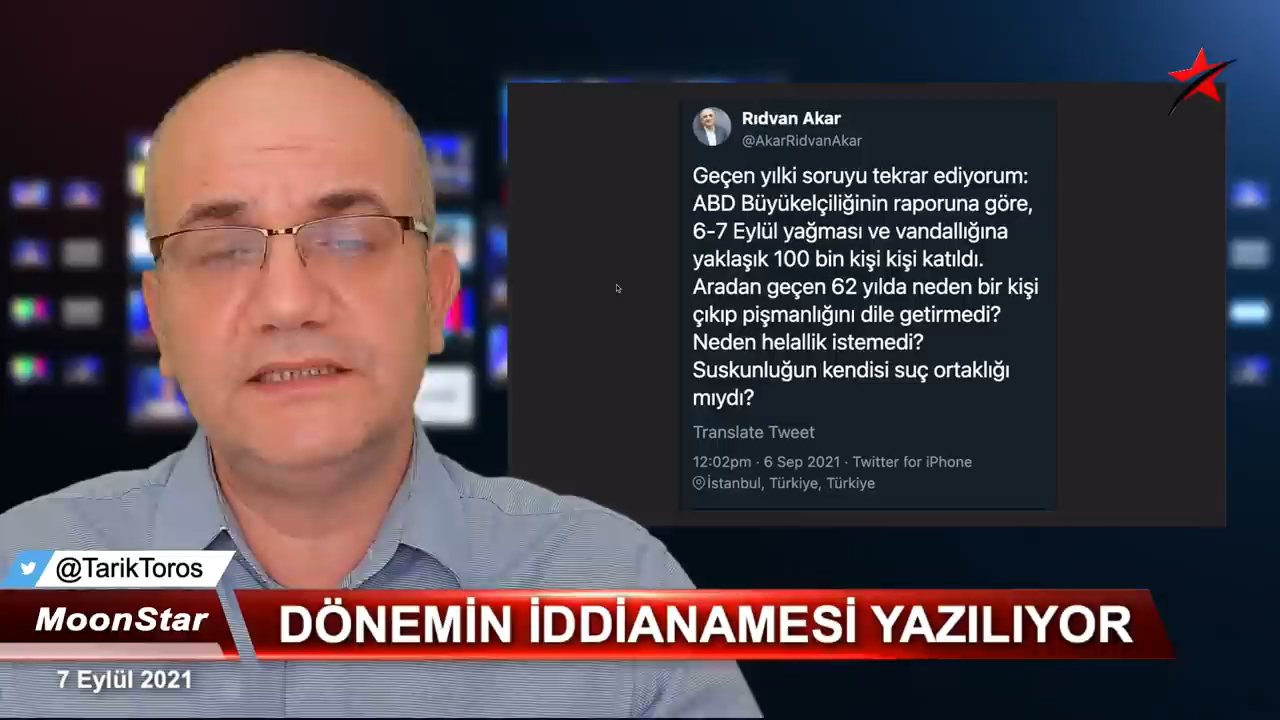 Rıdvan Akar
@AkarRidvanAkar
Geçen yılki soruyu tekrar ediyorum:
ABD Büyükelçiliğinin raporuna göre,
6-7 Eylül yağması ve vandallığına
yaklaşık 100 bin kişi kişi katıldı.
Aradan geçen 62 yılda neden bir kişi
çıkıp pişmanlığını dile getirmedi?
Neden helallik istemedi?
Suskunluğun kendisi suç ortaklığı
mıydı?
Translate Tweet
12:02pm · 6 Sep 2021 · Twitter for iPhone
İstanbul, Türkiye, Türkiye
@TarikToros
MoonStar
DÖNEMİN İDDİANAMESİ YAZILIYOR
7 Eylül 2021